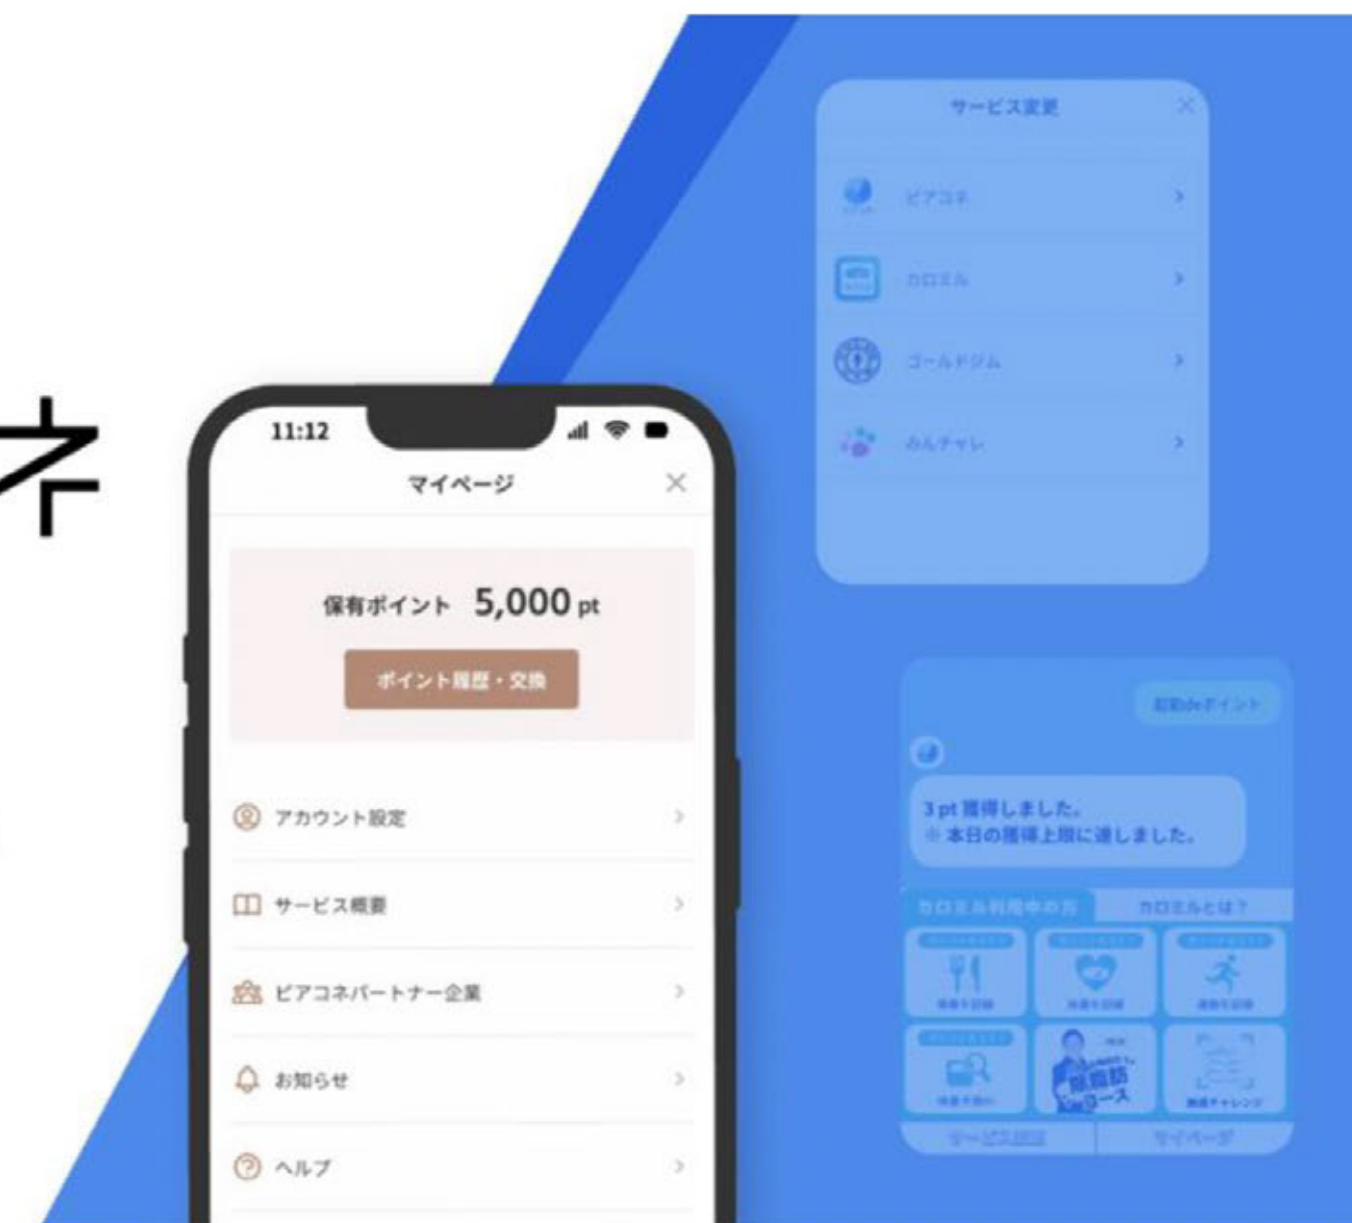 ネ
11:12
マイページ
保有ポイント 5,000 pt
ポイント履歴・交換
アカウント設定
サービス概要
ピアコネパートナー企業
お知らせ
ヘルプ
サービス変更
ピアコネ
カロミル
ゴールドジム
みんチャレ
3 pt 獲得しました。
※ 本日の獲得上限に達しました。
カロミル利用中の方
カロミルとは？
マイページ